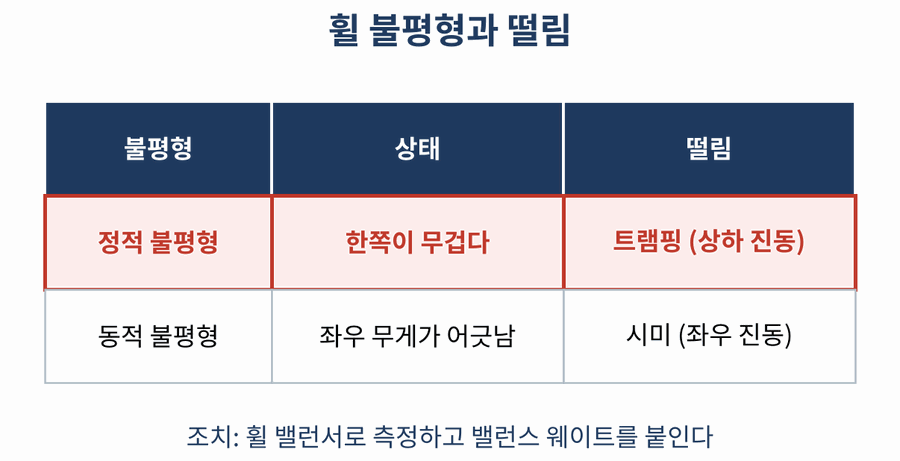 휠 불평형과 떨림
불평형 상태 떨림
정적 불평형 한쪽이 무겁다 트램핑 (상하 진동)
동적 불평형 좌우 무게가 어긋남 시미 (좌우 진동)
조치: 휠 밸런서로 측정하고 밸런스 웨이트를 붙인다